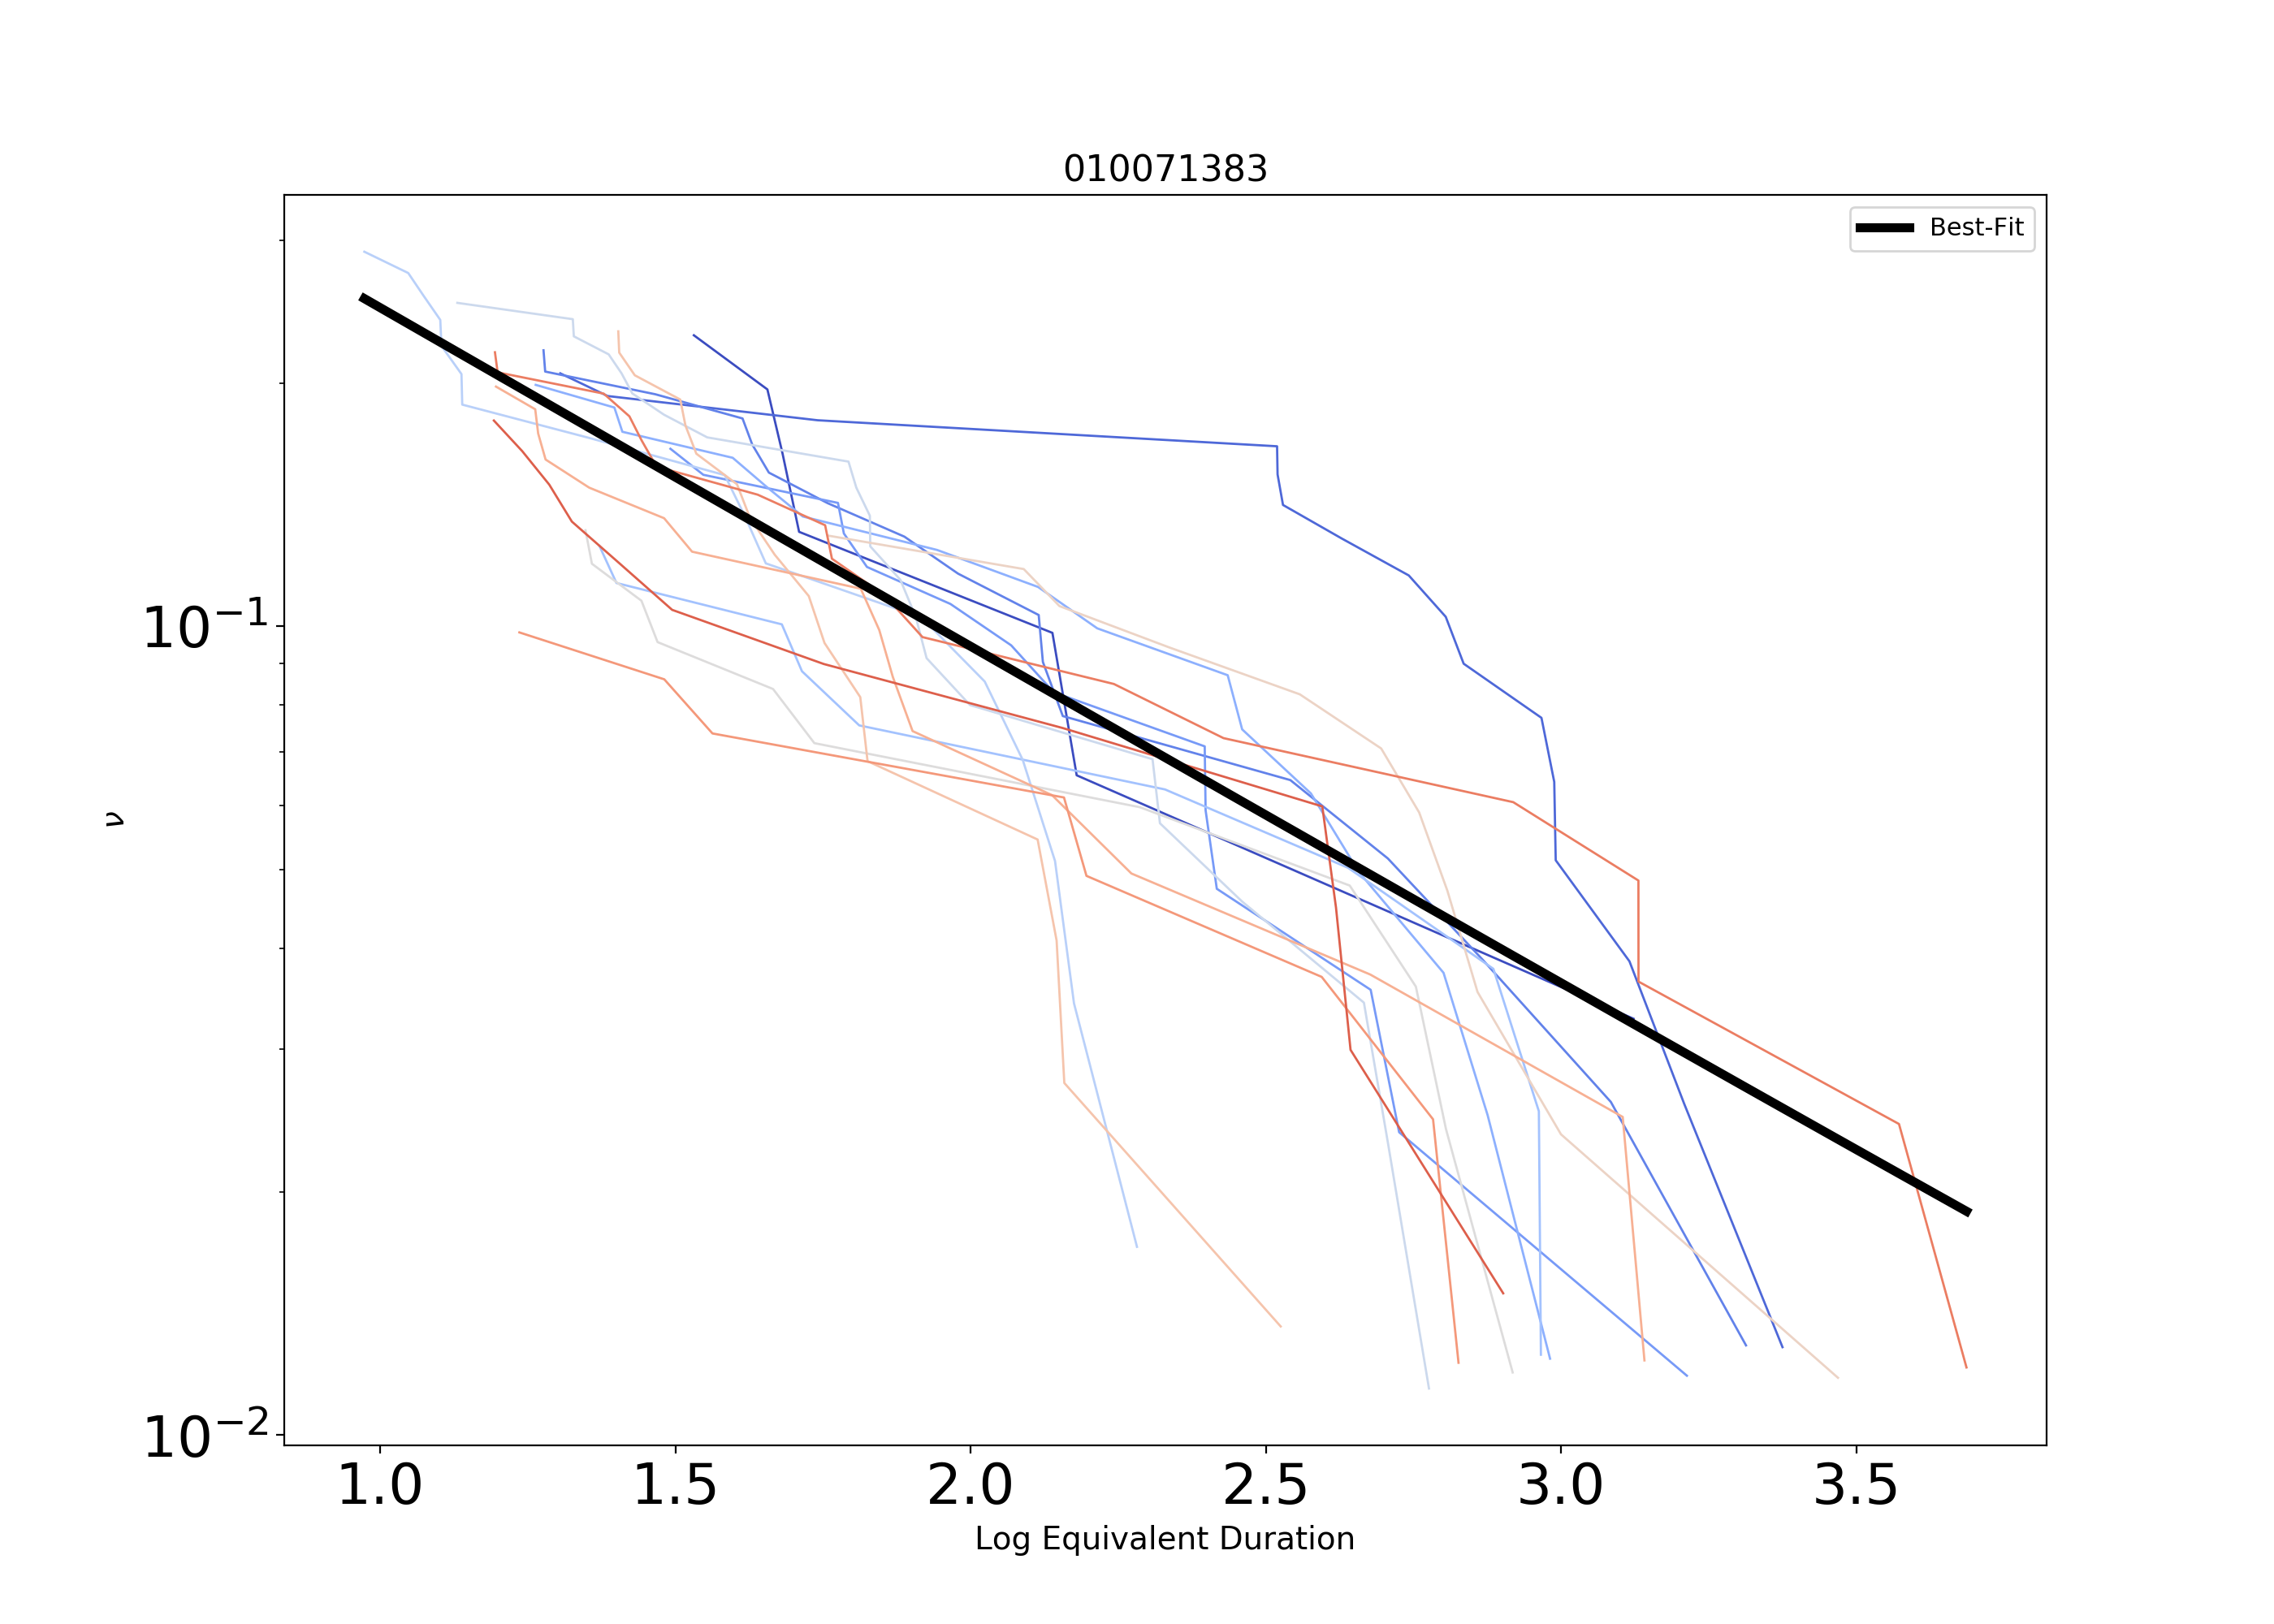 010071383
Best-Fit
10⁻¹
ν
10⁻²
1.0 1.5 2.0 2.5 3.0 3.5
Log Equivalent Duration